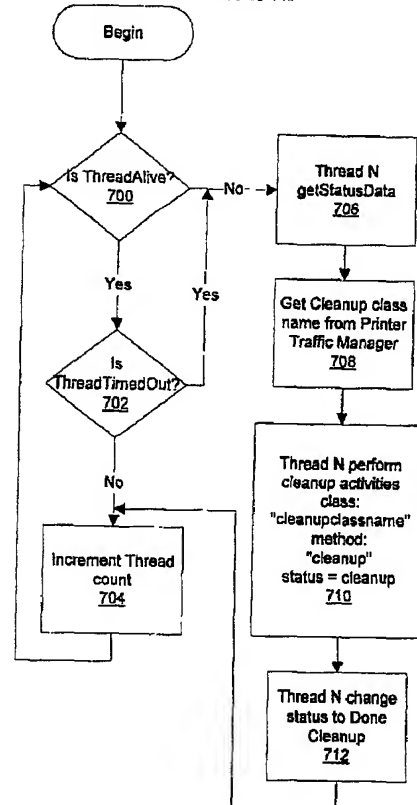 Begin
Is ThreadAlive?
700
No
Thread N
getStatusData
706
Yes
Yes
Get Cleanup class
name from Printer
Traffic Manager
708
Is
ThreadTimedOut?
702
No
Thread N perform
cleanup activities
class:
"cleanupclassname"
method:
"cleanup"
status = cleanup
710
Increment Thread
count
704
Thread N change
status to Done
Cleanup
712